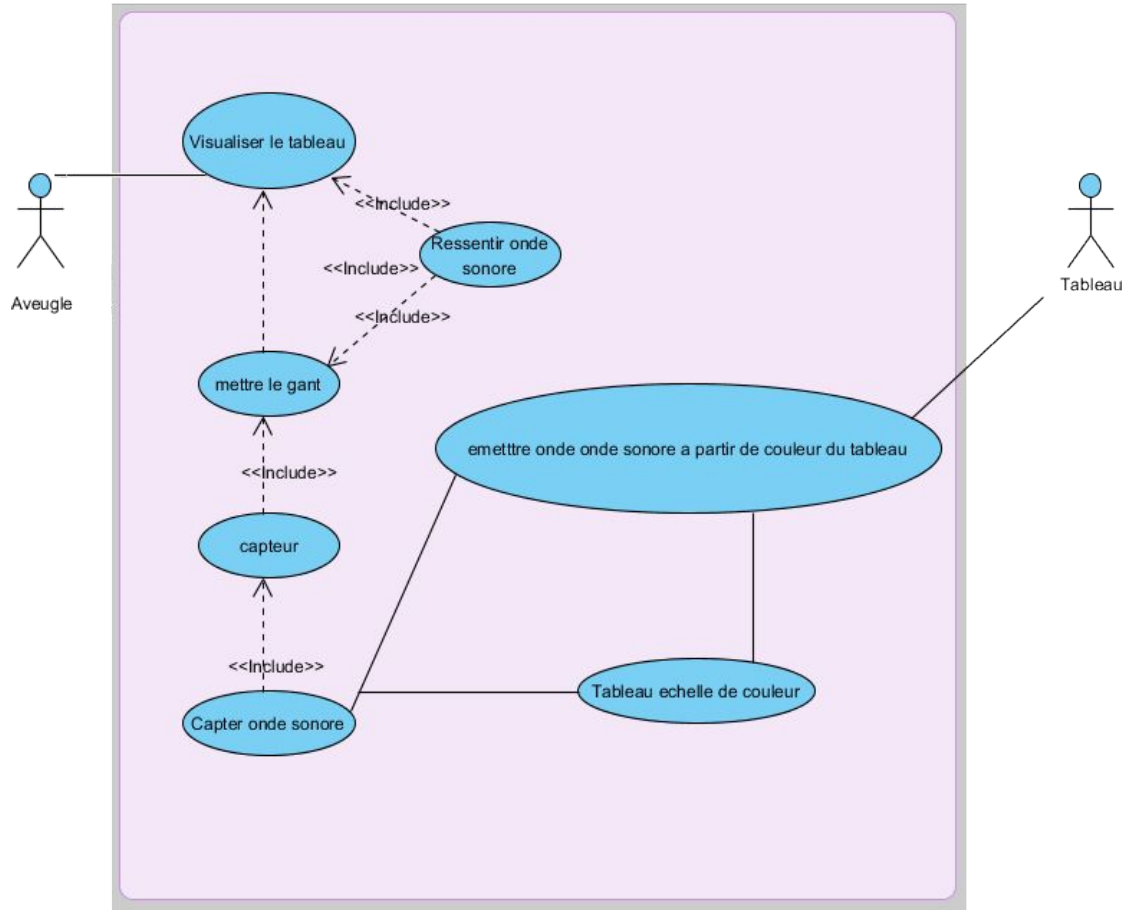 Visualiser le tableau
<<Include>>
Ressentir onde
sonore
<<Include>>
<<Include>>
Aveugle
Tableau
mettre le gant
emetttre onde onde sonore a partir de couleur du tableau
<<Include>>
capteur
<<Include>>
Tableau echelle de couleur
Capter onde sonore